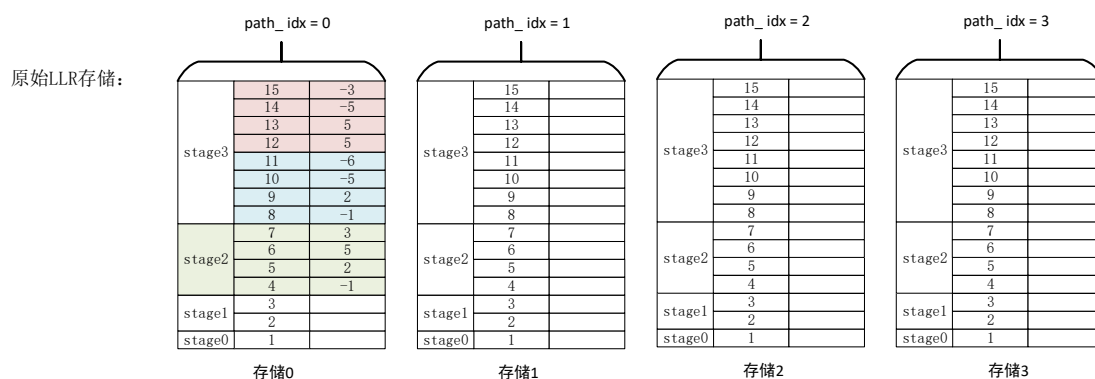 path_ idx = 0 path_ idx = 1 path_ idx = 2 path_ idx = 3
原始LLR存储：
stage3 15 -3 stage3 15 stage3 15 stage3 15
14 -5 14 14 14
13 5 13 13 13
12 5 12 12 12
11 -6 11 11 11
10 -5 10 10 10
9 2 9 9 9
8 -1 8 8 8
stage2 7 3 stage2 7 stage2 7 stage2 7
6 5 6 6 6
5 2 5 5 5
4 -1 4 4 4
stage1 3 stage1 3 stage1 3 stage1 3
2 2 2 2
stage0 1 stage0 1 stage0 1 stage0 1
存储0 存储1 存储2 存储3